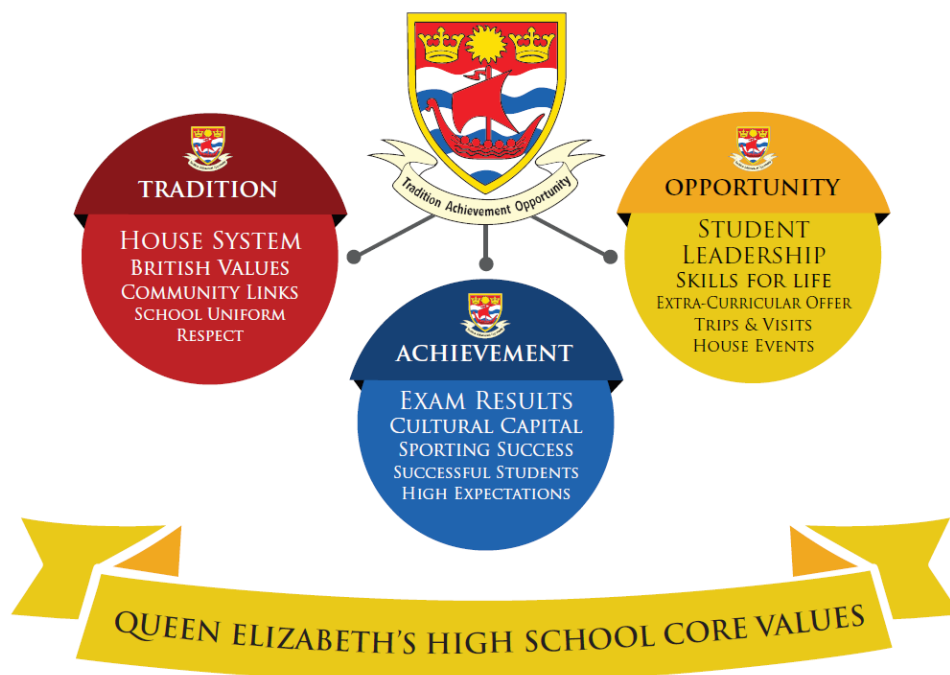 Tradition Achievement Opportunity
TRADITION
HOUSE SYSTEM
BRITISH VALUES
COMMUNITY LINKS
SCHOOL UNIFORM
RESPECT
ACHIEVEMENT
EXAM RESULTS
CULTURAL CAPITAL
SPORTING SUCCESS
SUCCESSFUL STUDENTS
HIGH EXPECTATIONS
OPPORTUNITY
STUDENT
LEADERSHIP
SKILLS FOR LIFE
EXTRA-CURRICULAR OFFER
TRIPS & VISITS
HOUSE EVENTS
QUEEN ELIZABETH'S HIGH SCHOOL CORE VALUES